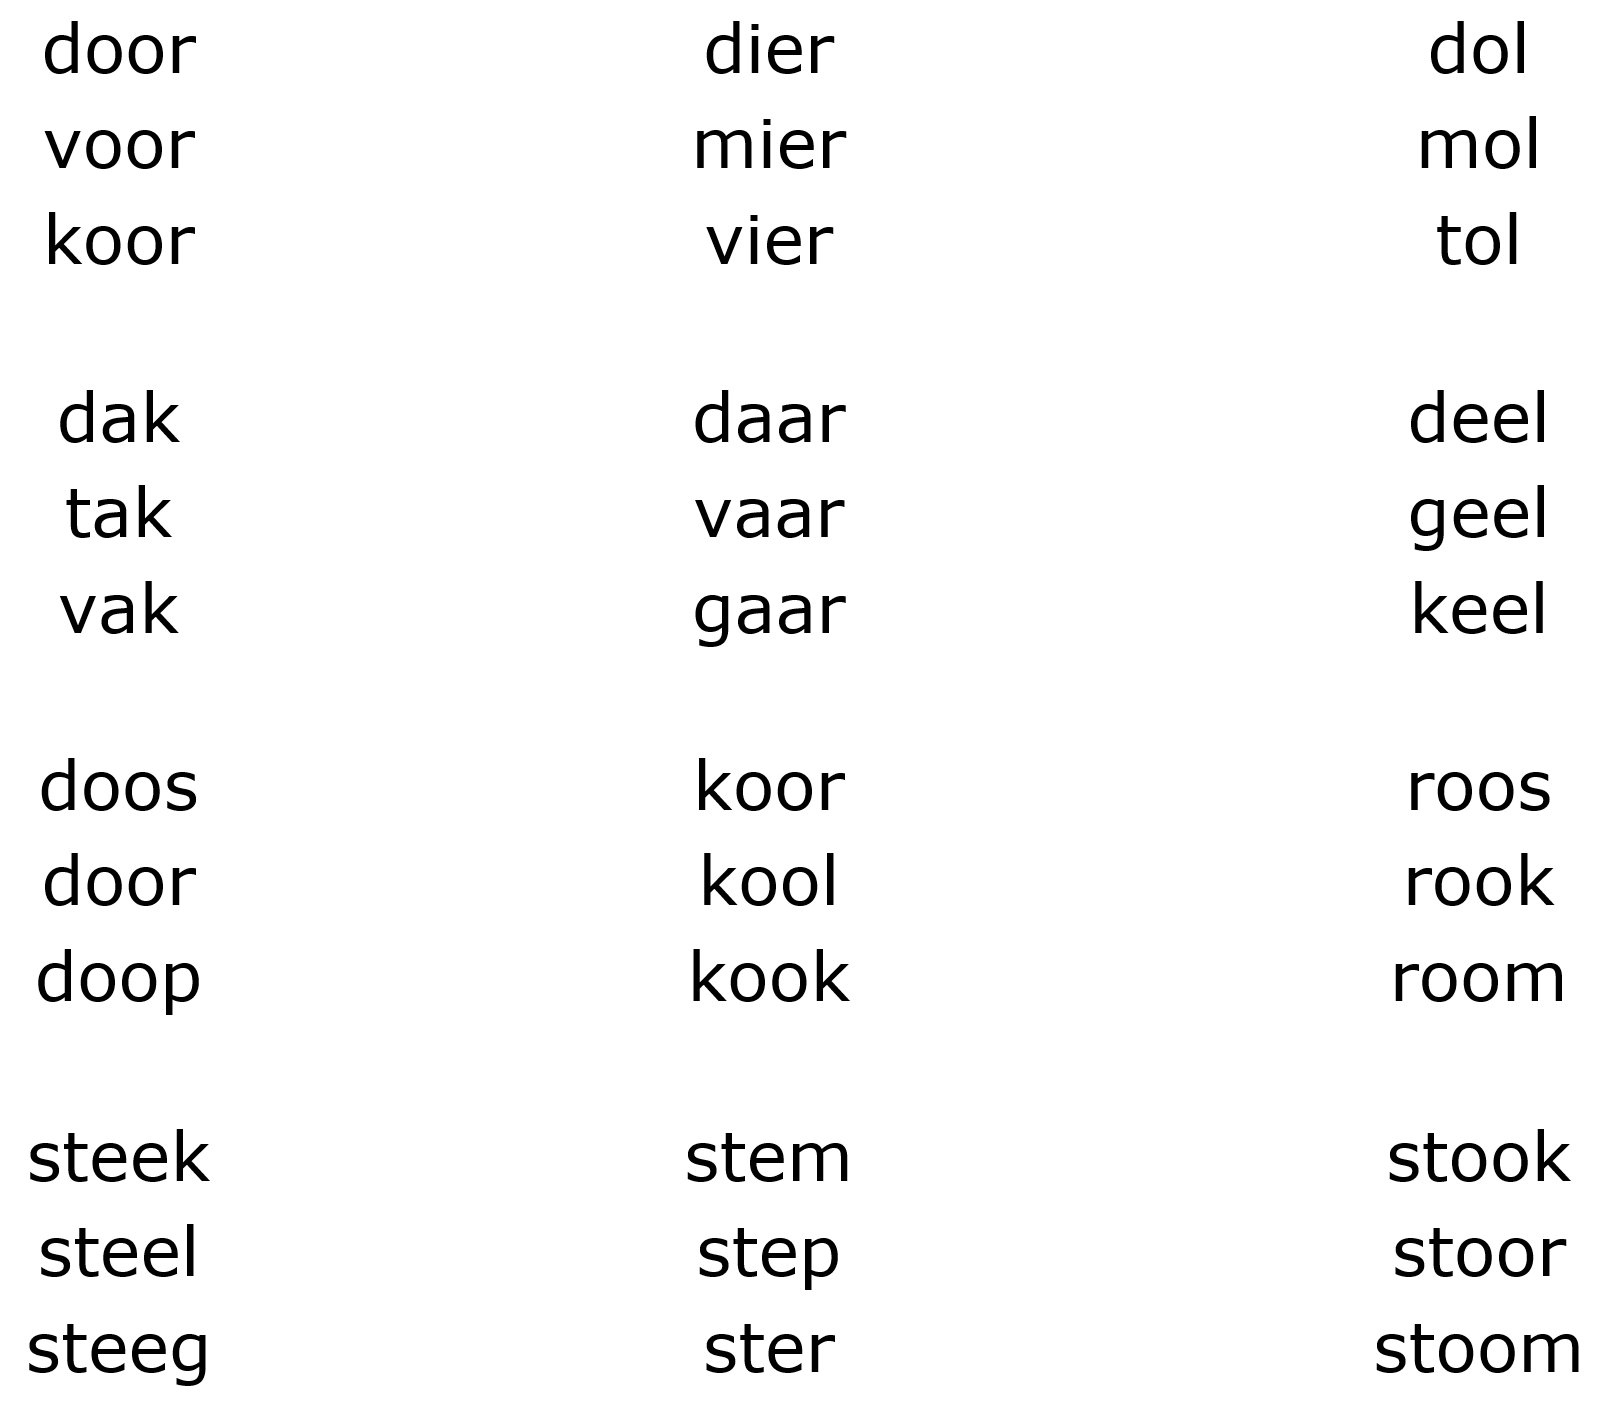 door dier dol
voor mier mol
koor vier tol
dak daar deel
tak vaar geel
vak gaar keel
doos koor roos
door kool rook
doop kook room
steek stem stook
steel step stoor
steeg ster stoom